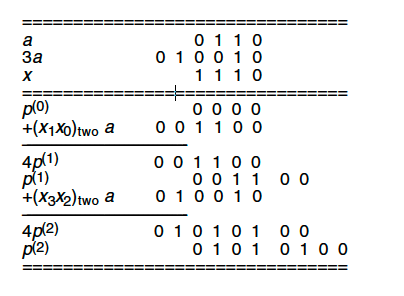 ================================
a 0 1 1 0
3a 0 1 0 0 1 0
x 1 1 1 0
================================
p(0) 0 0 0 0
+(x1x0)two a 0 0 1 1 0 0
4p(1) 0 0 1 1 0 0
p(1) 0 0 1 1 0 0
+(x3x2)two a 0 1 0 0 1 0
4p(2) 0 1 0 1 0 1 0 0
p(2) 0 1 0 1 0 1 0 0
================================